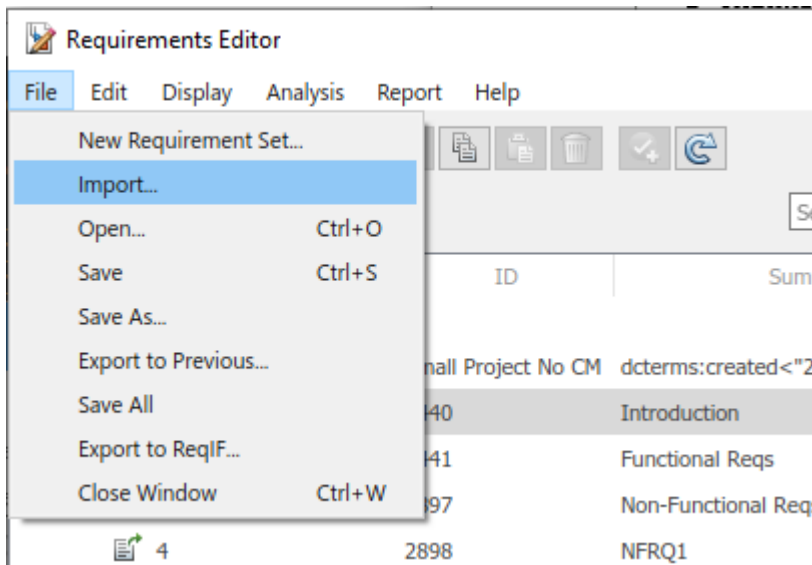 Requirements Editor
File Edit Display Analysis Report Help
New Requirement Set...
Import...
Open... Ctrl+O
Save Ctrl+S
Save As...
Export to Previous...
Save All
Export to ReqIF...
Close Window Ctrl+W
ID Sum
nall Project No CM dcterms:created<"2
Introduction
Functional Reqs
Non-Functional Req
4 2898 NFRQ1